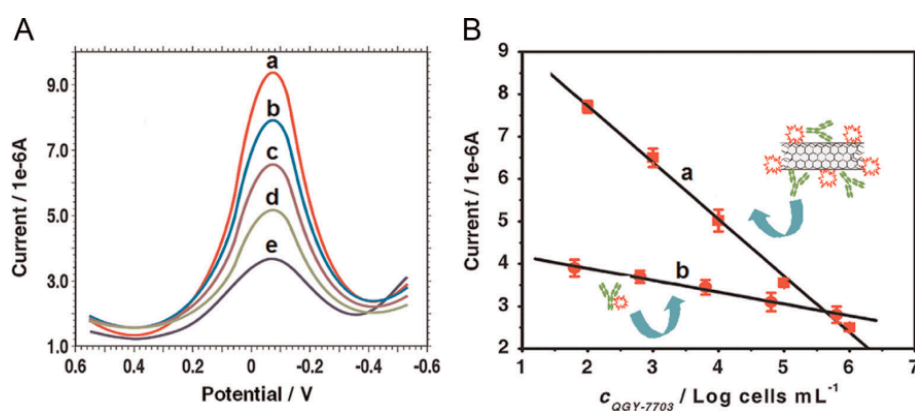 A
Current / 1e-6A
9.0
7.0
5.0
3.0
1.0
a
b
c
d
e
0.6 0.4 0.2 0 -0.2 -0.4 -0.6
Potential / V
B
Current / 1e-6A
9
8
7
6
5
4
3
2
a
b
1 2 3 4 5 6 7
c QGY-7703 / Log cells mL-1